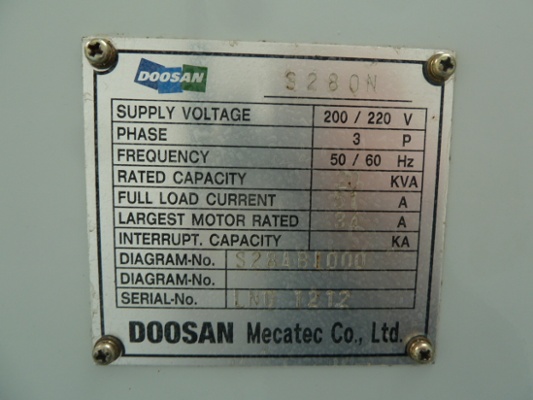 DOOSAN S280N
SUPPLY VOLTAGE 200 / 220 V
PHASE 3 P
FREQUENCY 50 / 60 Hz
RATED CAPACITY KVA
FULL LOAD CURRENT A
LARGEST MOTOR RATED A
INTERRUPT. CAPACITY KA
DIAGRAM-No.
DIAGRAM-No.
SERIAL-No.
DOOSAN Mecatec Co., Ltd.